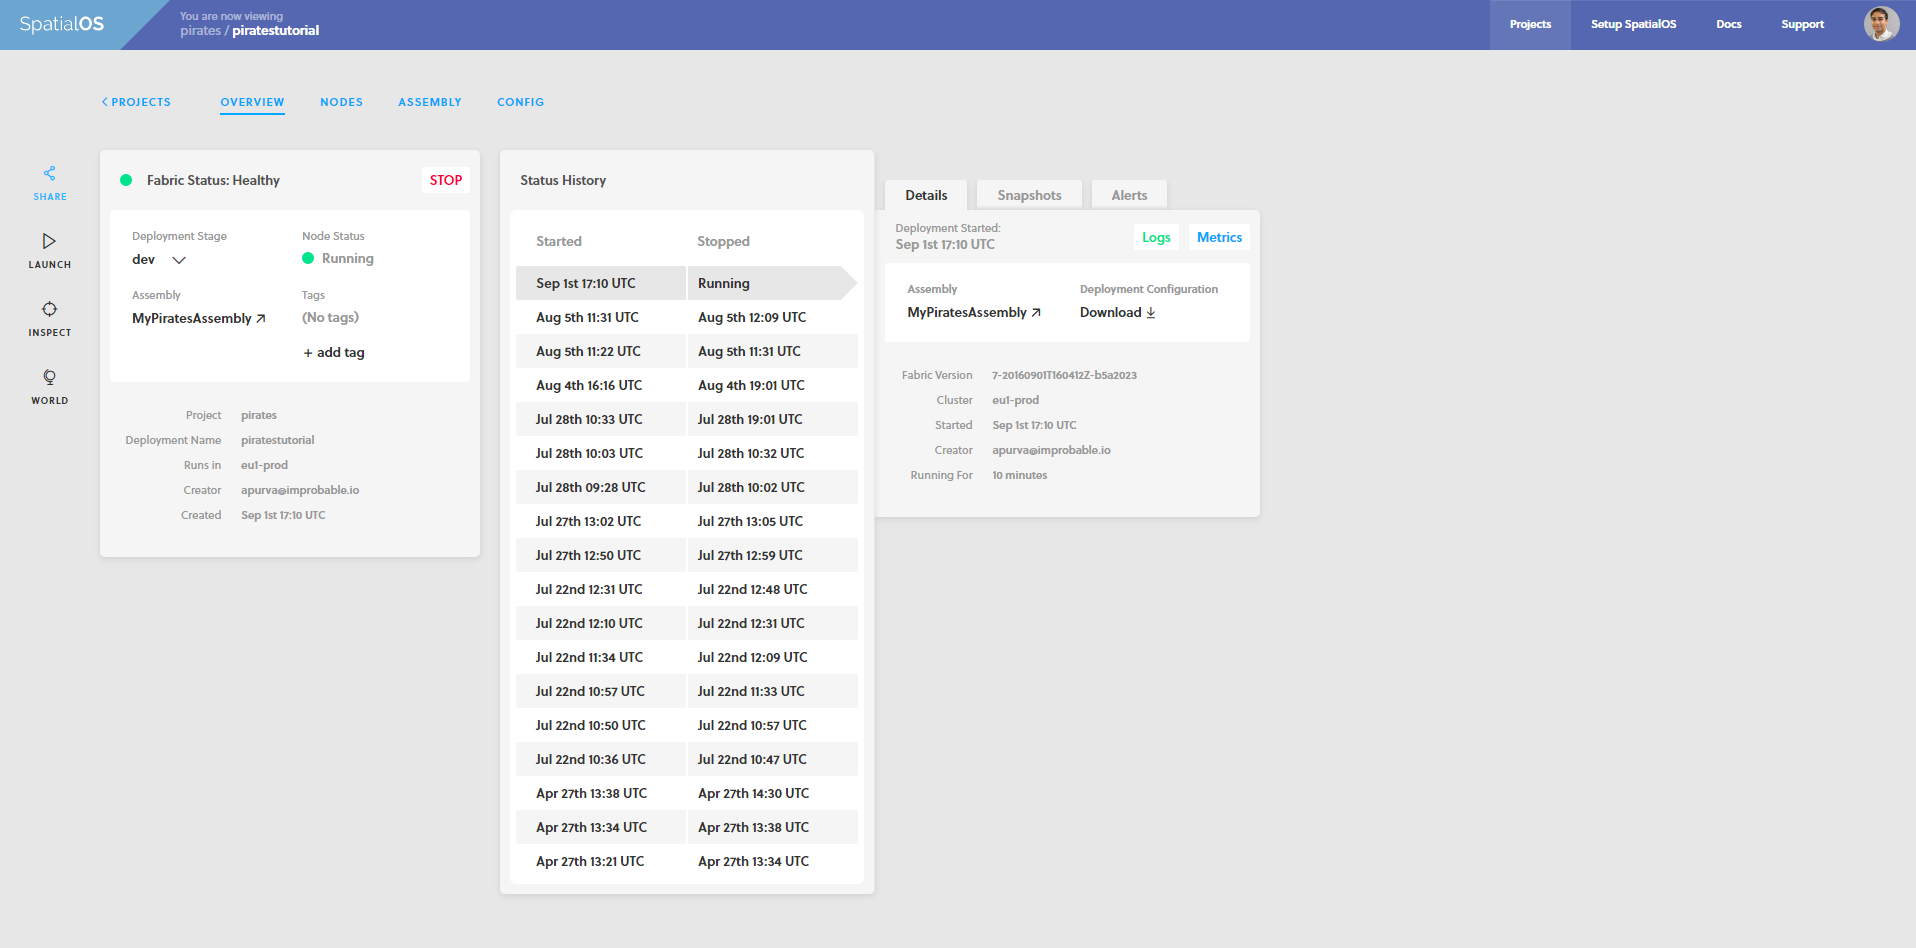 SpatialOS
You are now viewing
pirates / piratestutorial
Projects
Setup SpatialOS
Docs
Support
PROJECTS
OVERVIEW
NODES
ASSEMBLY
CONFIG
SHARE
LAUNCH
INSPECT
WORLD
Fabric Status: Healthy
STOP
Deployment Stage
dev
Node Status
Running
Assembly
MyPiratesAssembly
Tags
(No tags)
+ add tag
Project pirates
Deployment Name piratestutorial
Runs in eu1-prod
Creator apurva@improbable.io
Created Sep 1st 17:10 UTC
Status History
Started Stopped
Sep 1st 17:10 UTC Running
Aug 5th 11:31 UTC Aug 5th 12:09 UTC
Aug 5th 11:22 UTC Aug 5th 11:31 UTC
Aug 4th 16:16 UTC Aug 4th 19:01 UTC
Jul 28th 10:33 UTC Jul 28th 19:01 UTC
Jul 28th 10:03 UTC Jul 28th 10:32 UTC
Jul 28th 09:28 UTC Jul 28th 10:02 UTC
Jul 27th 13:02 UTC Jul 27th 13:05 UTC
Jul 27th 12:50 UTC Jul 27th 12:59 UTC
Jul 22nd 12:31 UTC Jul 22nd 12:48 UTC
Jul 22nd 12:10 UTC Jul 22nd 12:31 UTC
Jul 22nd 11:34 UTC Jul 22nd 12:09 UTC
Jul 22nd 10:57 UTC Jul 22nd 11:33 UTC
Jul 22nd 10:50 UTC Jul 22nd 10:57 UTC
Jul 22nd 10:36 UTC Jul 22nd 10:47 UTC
Apr 27th 13:38 UTC Apr 27th 14:30 UTC
Apr 27th 13:34 UTC Apr 27th 13:38 UTC
Apr 27th 13:21 UTC Apr 27th 13:34 UTC
Details
Snapshots
Alerts
Deployment Started:
Sep 1st 17:10 UTC
Logs
Metrics
Assembly
MyPiratesAssembly
Deployment Configuration
Download
Fabric Version 7-20160901T160412Z-b5a2023
Cluster eu1-prod
Started Sep 1st 17:10 UTC
Creator apurva@improbable.io
Running For 10 minutes